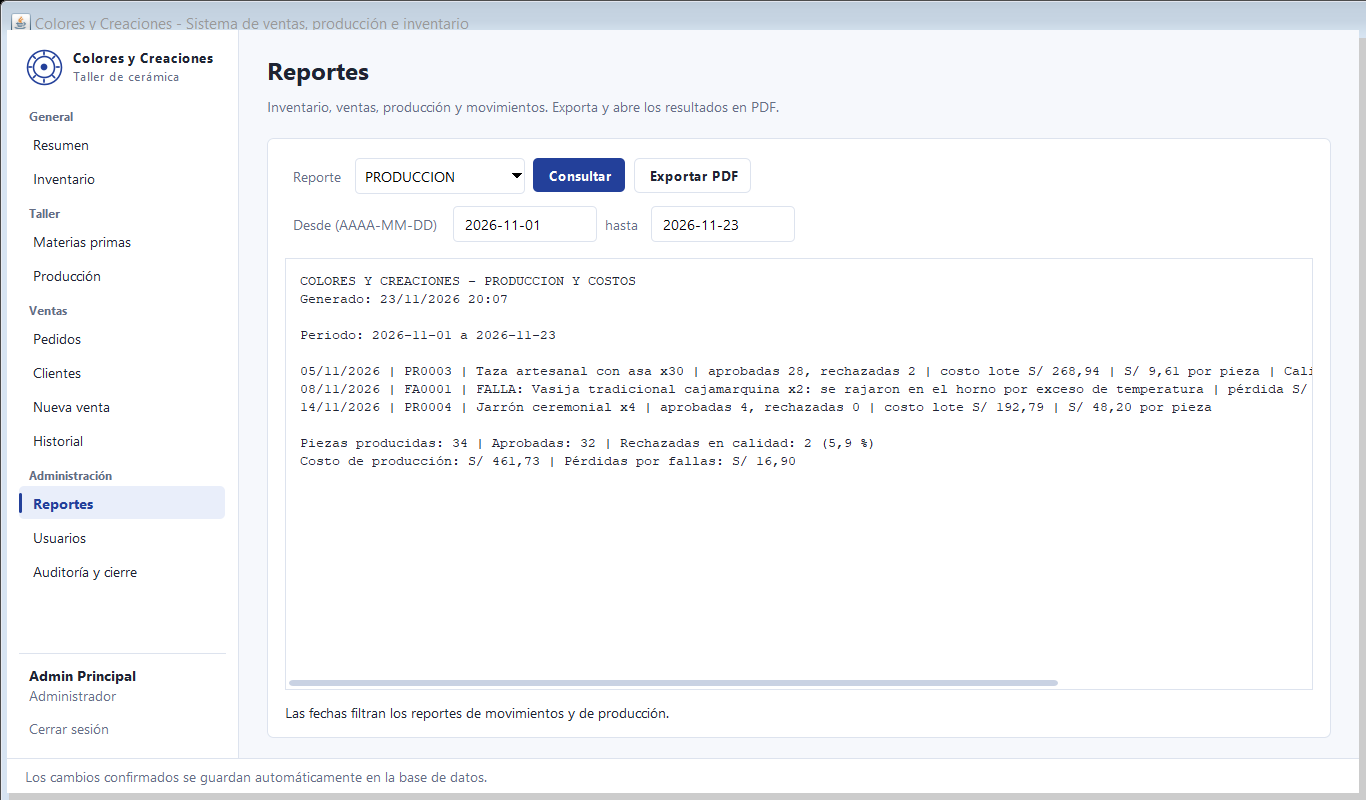 Colores y Creaciones - Sistema de ventas, producción e inventario
Colores y Creaciones
Taller de cerámica
General
Resumen
Inventario
Taller
Materias primas
Producción
Ventas
Pedidos
Clientes
Nueva venta
Historial
Administración
Reportes
Usuarios
Auditoría y cierre
Admin Principal
Administrador
Cerrar sesión
Reportes
Inventario, ventas, producción y movimientos. Exporta y abre los resultados en PDF.
Reporte PRODUCCION Consultar Exportar PDF
Desde (AAAA-MM-DD) 2026-11-01 hasta 2026-11-23
COLORES Y CREACIONES - PRODUCCION Y COSTOS
Generado: 23/11/2026 20:07
Periodo: 2026-11-01 a 2026-11-23
05/11/2026 | PR0003 | Taza artesanal con asa x30 | aprobadas 28, rechazadas 2 | costo lote S/ 268,94 | S/ 9,61 por pieza | Cali
08/11/2026 | FA0001 | FALLA: Vasija tradicional cajamarquina x2: se rajaron en el horno por exceso de temperatura | pérdida S/
14/11/2026 | PR0004 | Jarrón ceremonial x4 | aprobadas 4, rechazadas 0 | costo lote S/ 192,79 | S/ 48,20 por pieza
Piezas producidas: 34 | Aprobadas: 32 | Rechazadas en calidad: 2 (5,9 %)
Costo de producción: S/ 461,73 | Pérdidas por fallas: S/ 16,90
Las fechas filtran los reportes de movimientos y de producción.
Los cambios confirmados se guardan automáticamente en la base de datos.